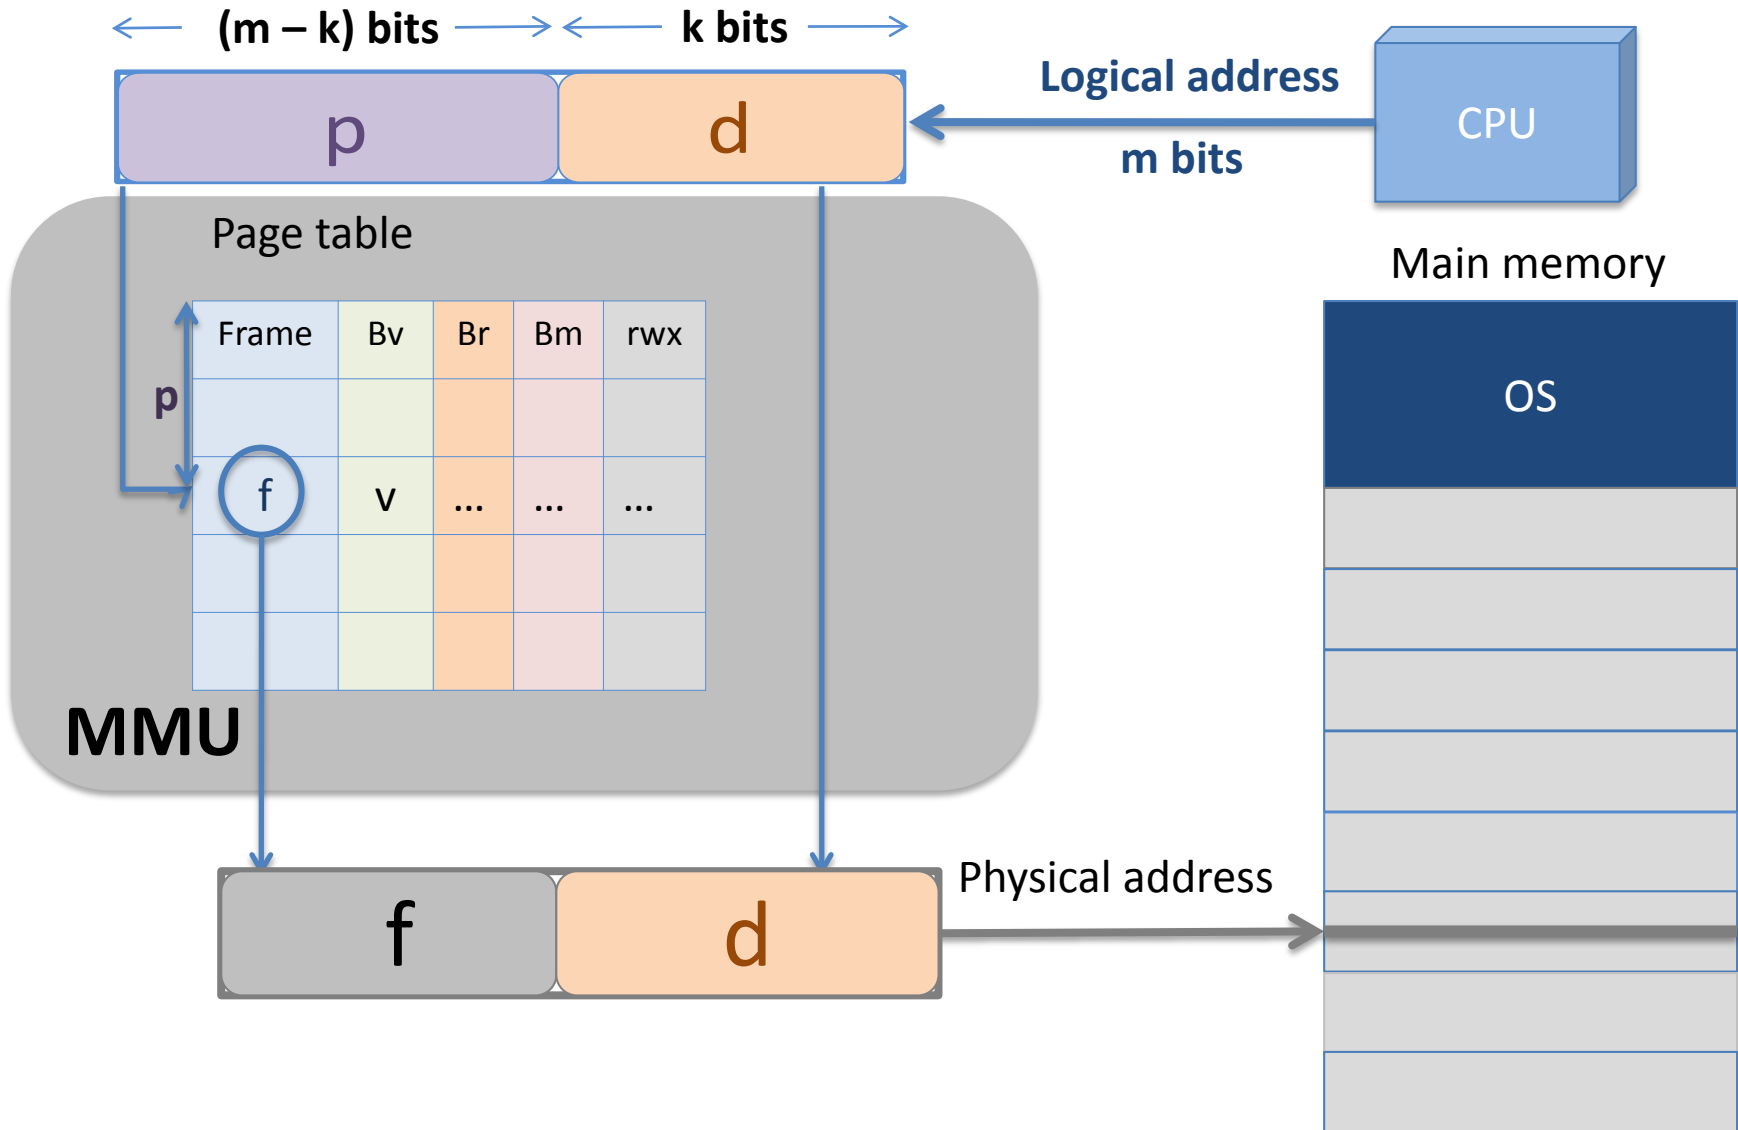 (m – k) bits
k bits
p
d
Logical address
m bits
CPU
Page table
Frame Bv Br Bm rwx
p
f v ... ... ...
MMU
Main memory
OS
f
d
Physical address